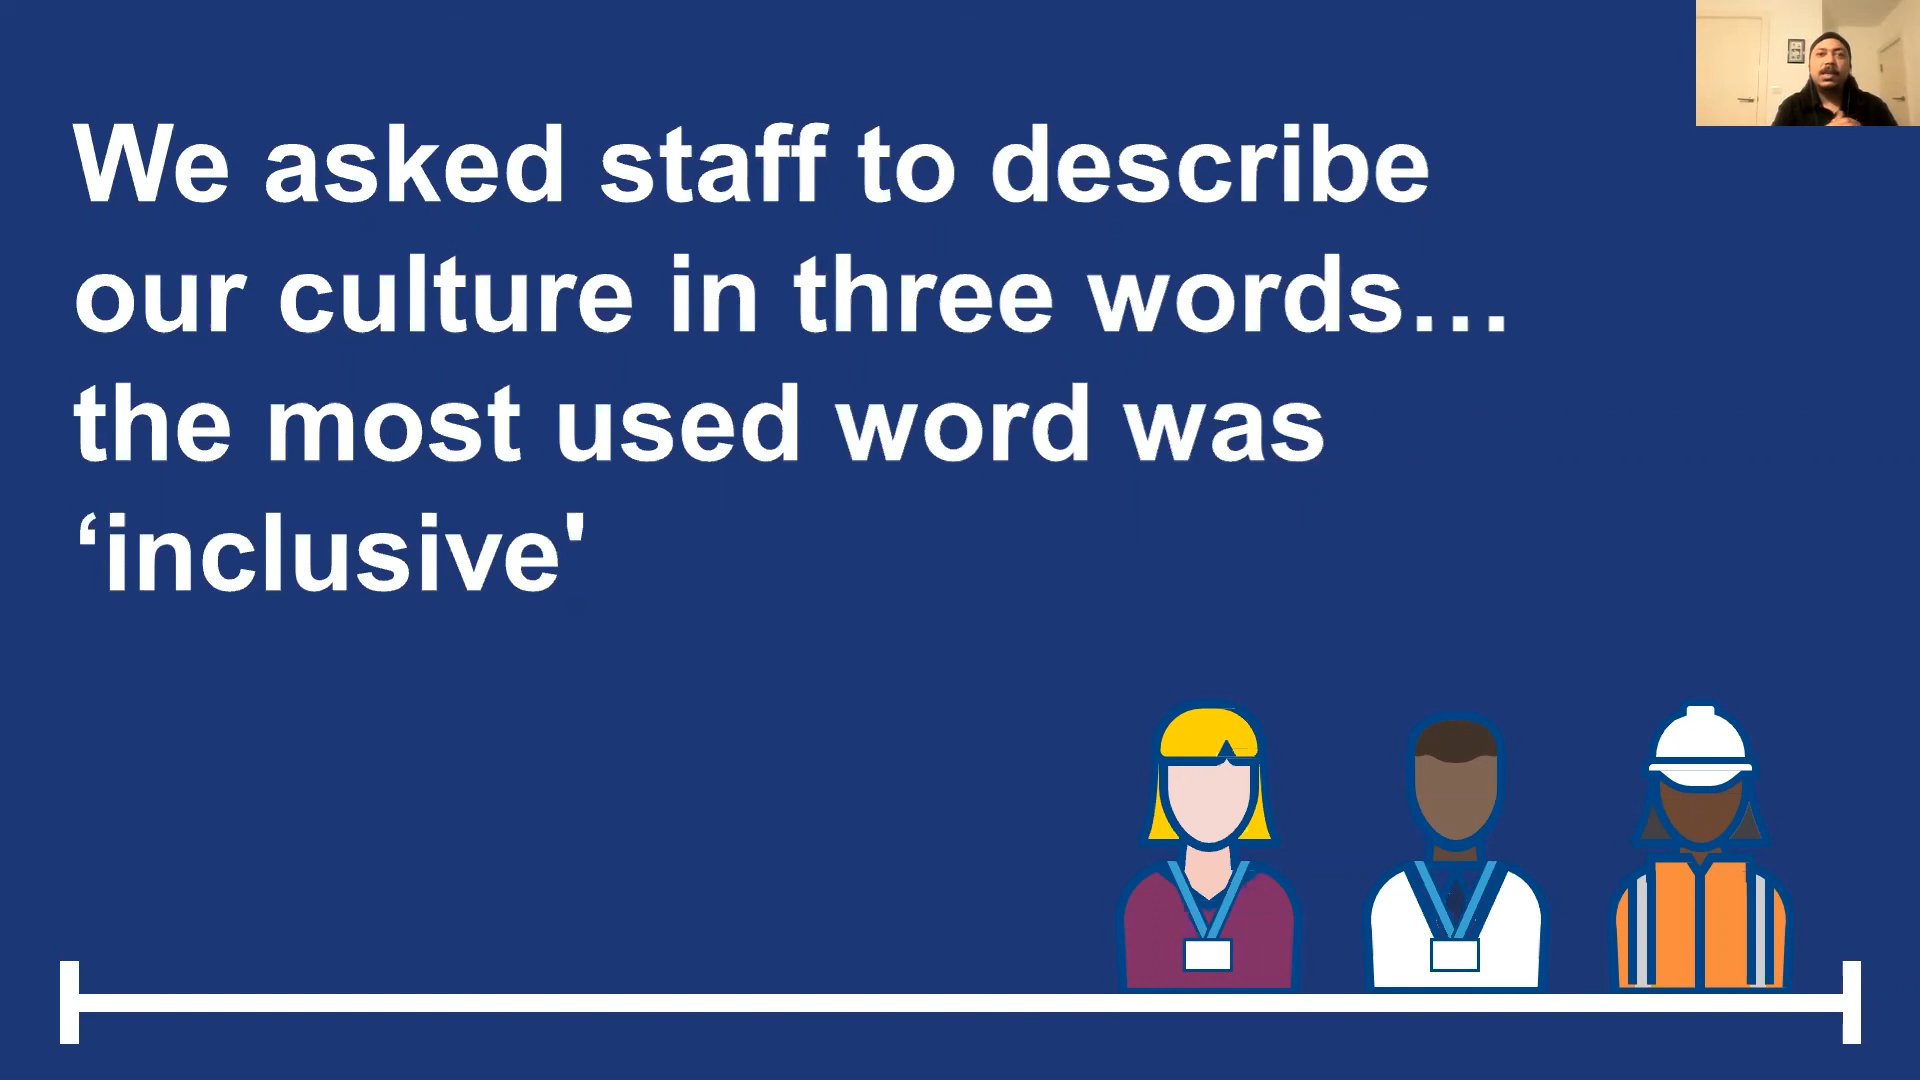 We asked staff to describe
our culture in three words…
the most used word was
‘inclusive'